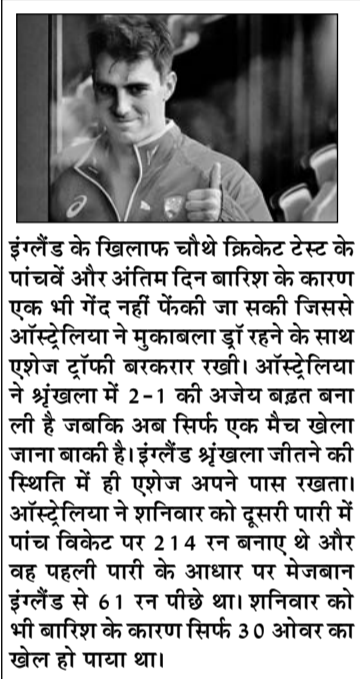 इंग्लैंड के खिलाफ चौथे क्रिकेट टेस्ट के
पांचवें और अंतिम दिन बारिश के कारण
एक भी गेंद नहीं फेंकी जा सकी जिससे
ऑस्ट्रेलिया ने मुकाबला ड्रॉ रहने के साथ
एशेज ट्रॉफी बरकरार रखी। ऑस्ट्रेलिया
ने श्रृंखला में 2-1 की अजेय बढ़त बना
ली है जबकि अब सिर्फ एक मैच खेला
जाना बाकी है। इंग्लैंड श्रृंखला जीतने की
स्थिति में ही एशेज अपने पास रखता।
ऑस्ट्रेलिया ने शनिवार को दूसरी पारी में
पांच विकेट पर 214 रन बनाए थे और
वह पहली पारी के आधार पर मेजबान
इंग्लैंड से 61 रन पीछे था। शनिवार को
भी बारिश के कारण सिर्फ 30 ओवर का
खेल हो पाया था।